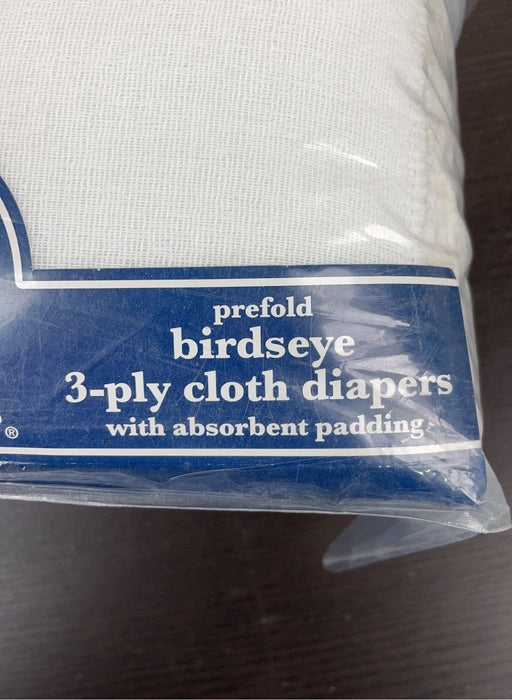 prefold
birdseye
3-ply cloth diapers
with absorbent padding
®